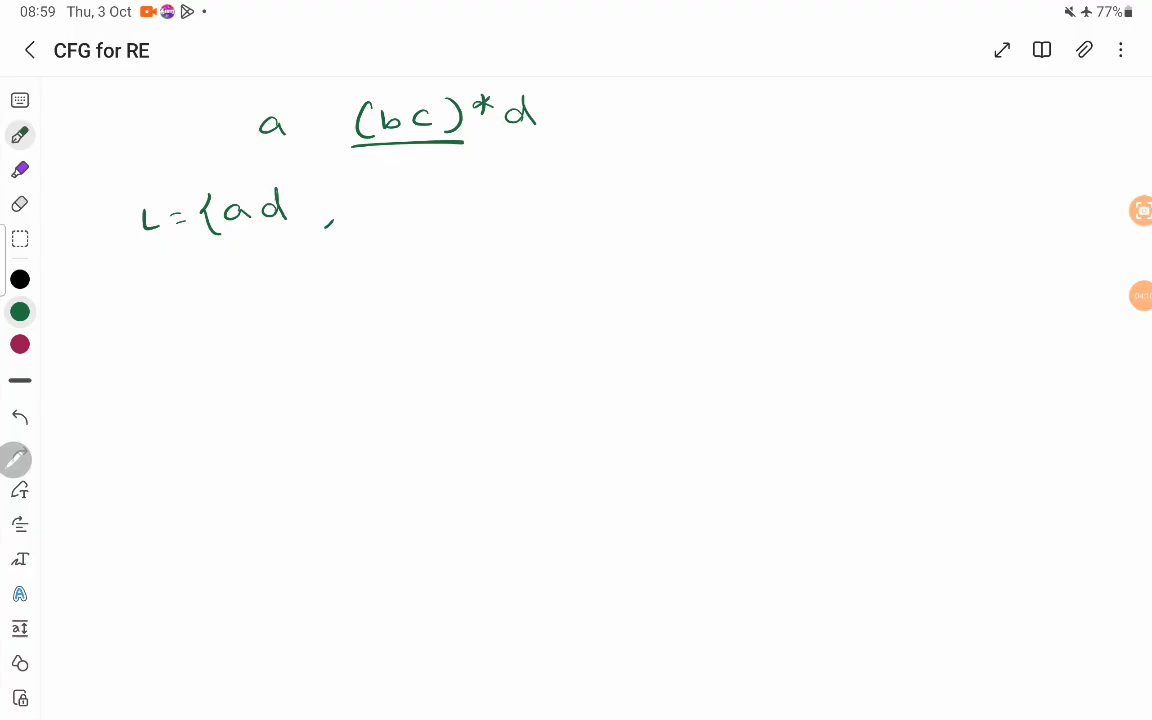 08:59 Thu, 3 Oct 77%
CFG for RE
a (bc)*d
L = {ad ,